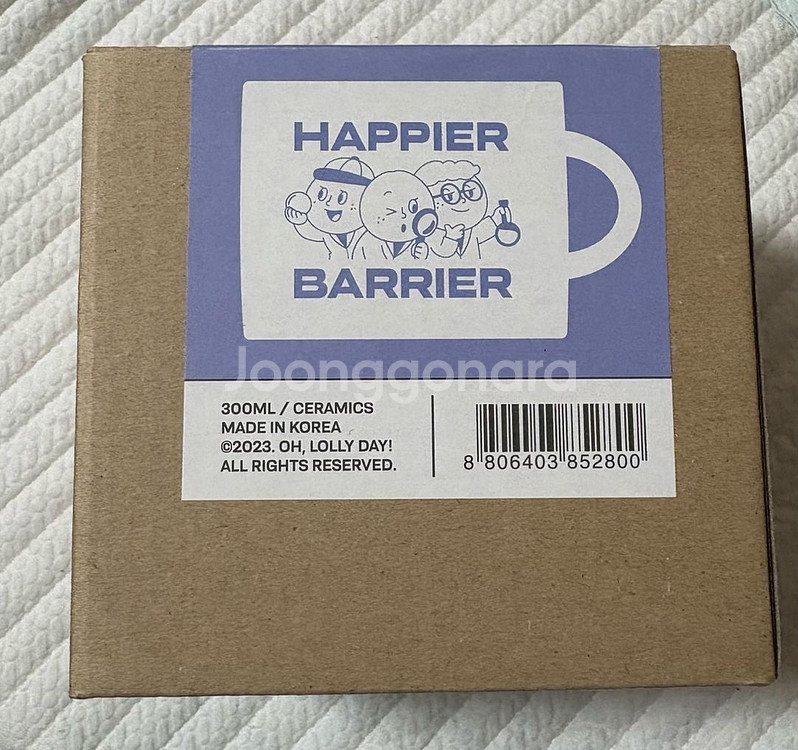 HAPPIER
BARRIER
Joonggonara
300ML / CERAMICS
MADE IN KOREA
©2023. OH, LOLLY DAY!
ALL RIGHTS RESERVED.
8 806403 852800